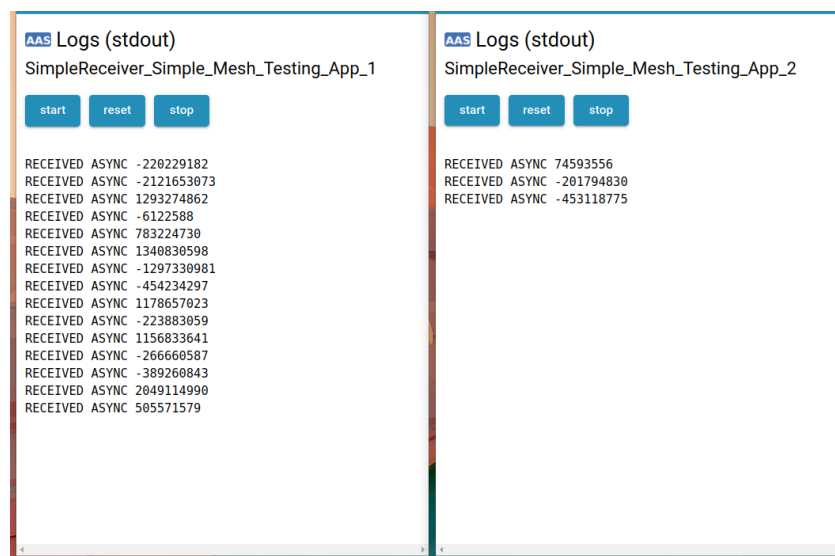 AAS Logs (stdout)
SimpleReceiver_Simple_Mesh_Testing_App_1
start reset stop
RECEIVED ASYNC -220229182
RECEIVED ASYNC -2121653073
RECEIVED ASYNC 1293274862
RECEIVED ASYNC -6122588
RECEIVED ASYNC 783224730
RECEIVED ASYNC 1340830598
RECEIVED ASYNC -1297330981
RECEIVED ASYNC -454234297
RECEIVED ASYNC 1178657023
RECEIVED ASYNC -223883059
RECEIVED ASYNC 1156833641
RECEIVED ASYNC -266660587
RECEIVED ASYNC -389260843
RECEIVED ASYNC 2049114990
RECEIVED ASYNC 505571579
AAS Logs (stdout)
SimpleReceiver_Simple_Mesh_Testing_App_2
start reset stop
RECEIVED ASYNC 74593556
RECEIVED ASYNC -201794830
RECEIVED ASYNC -453118775